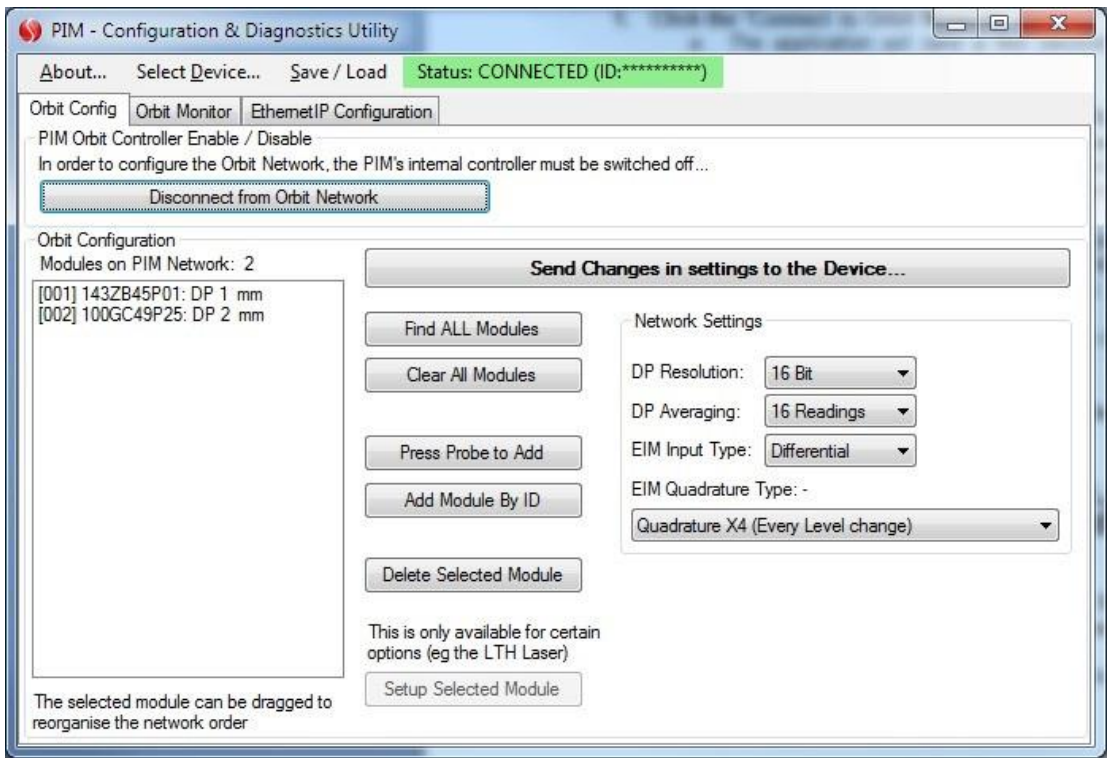 PIM - Configuration & Diagnostics Utility
About... Select Device... Save / Load Status: CONNECTED (ID:**********)
Orbit Config Orbit Monitor EthernetIP Configuration
PIM Orbit Controller Enable / Disable
In order to configure the Orbit Network, the PIM's internal controller must be switched off...
Disconnect from Orbit Network
Orbit Configuration
Modules on PIM Network: 2
[001] 143ZB45P01: DP 1 mm
[002] 100GC49P25: DP 2 mm
The selected module can be dragged to
reorganise the network order
Send Changes in settings to the Device...
Find ALL Modules
Clear All Modules
Press Probe to Add
Add Module By ID
Delete Selected Module
This is only available for certain
options (eg the LTH Laser)
Setup Selected Module
Network Settings
DP Resolution: 16 Bit
DP Averaging: 16 Readings
EIM Input Type: Differential
EIM Quadrature Type: -
Quadrature X4 (Every Level change)